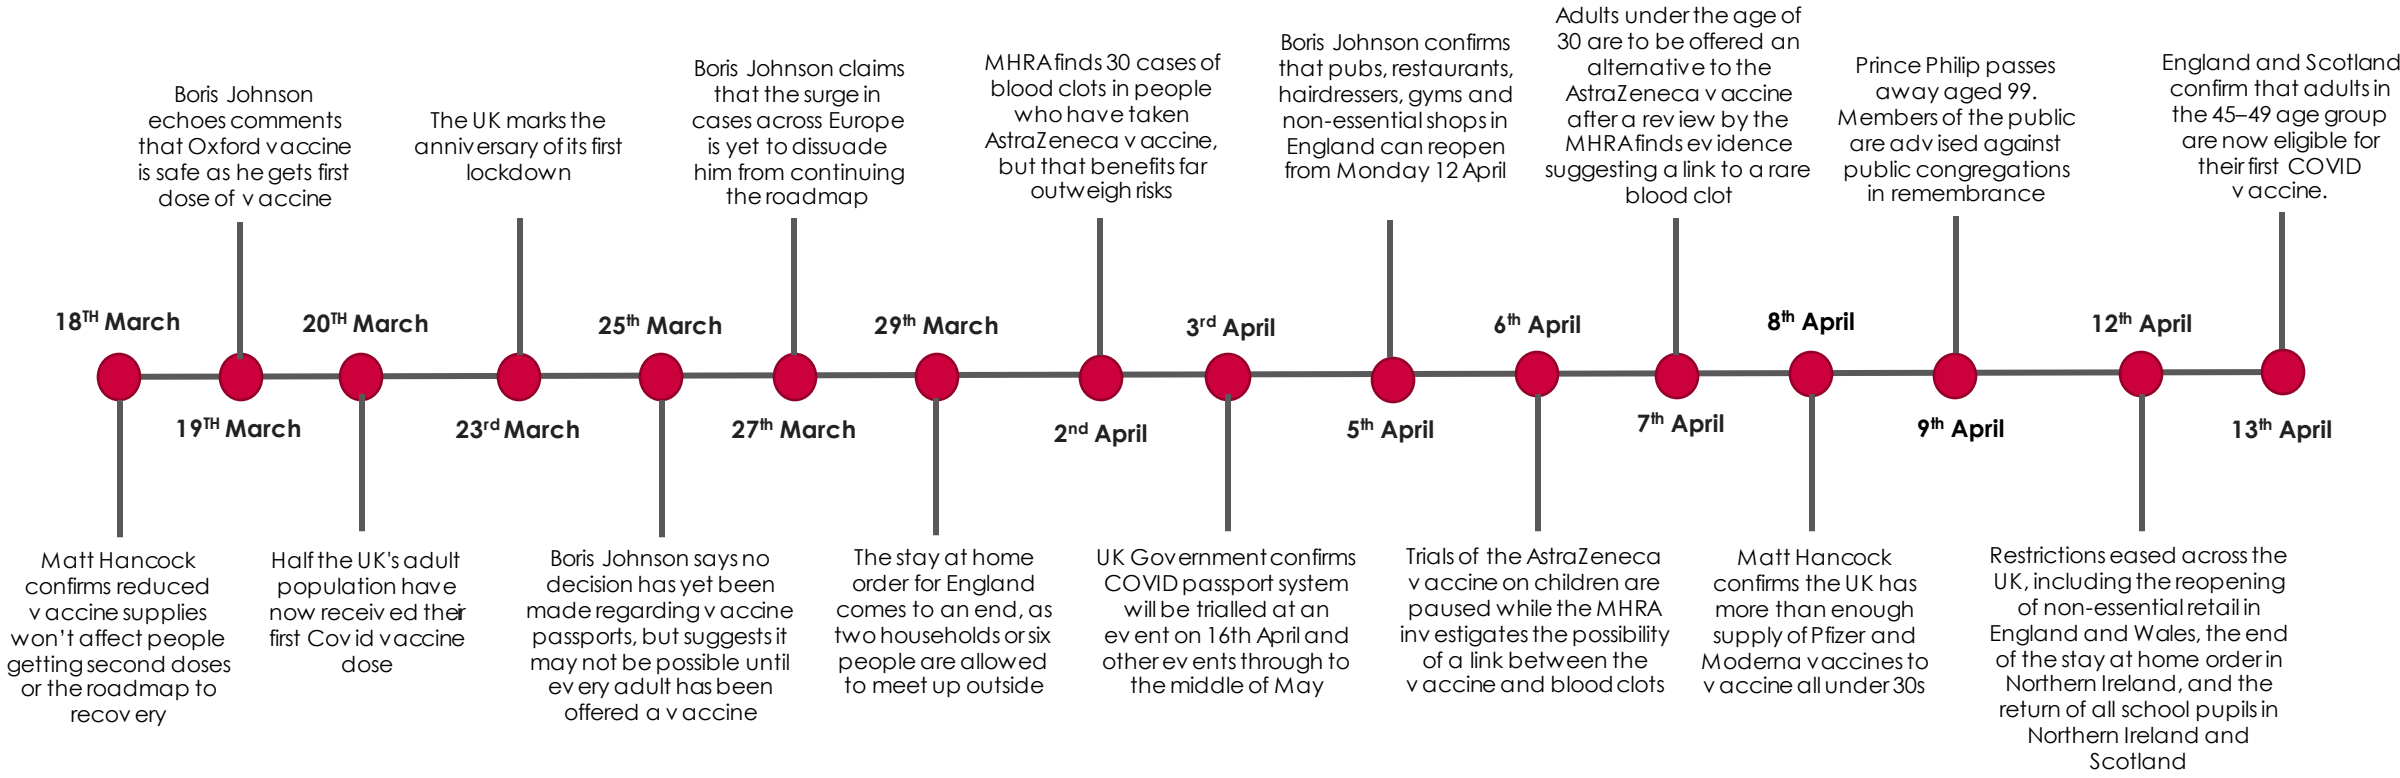 Boris Johnson
echoes comments
that Oxford vaccine
is safe as he gets first
dose of vaccine
The UK marks the
anniversary of its first
lockdown
Boris Johnson claims
that the surge in
cases across Europe
is yet to dissuade
him from continuing
the roadmap
MHRA finds 30 cases of
blood clots in people
who have taken
AstraZeneca vaccine,
but that benefits far
outweigh risks
Boris Johnson confirms
that pubs, restaurants,
hairdressers, gyms and
non-essential shops in
England can reopen
from Monday 12 April
Adults under the age of
30 are to be offered an
alternative to the
AstraZeneca vaccine
after a review by the
MHRA finds evidence
suggesting a link to a rare
blood clot
Prince Philip passes
away aged 99.
Members of the public
are advised against
public congregations
in remembrance
England and Scotland
confirm that adults in
the 45–49 age group
are now eligible for
their first COVID
vaccine.
18TH March
20TH March
25th March
29th March
3rd April
6th April
8th April
12th April
19TH March
23rd March
27th March
2nd April
5th April
7th April
9th April
13th April
Matt Hancock
confirms reduced
vaccine supplies
won't affect people
getting second doses
or the roadmap to
recovery
Half the UK's adult
population have
now received their
first Covid vaccine
dose
Boris Johnson says no
decision has yet been
made regarding vaccine
passports, but suggests it
may not be possible until
every adult has been
offered a vaccine
The stay at home
order for England
comes to an end, as
two households or six
people are allowed
to meet up outside
UK Government confirms
COVID passport system
will be trialled at an
event on 16th April and
other events through to
the middle of May
Trials of the AstraZeneca
vaccine on children are
paused while the MHRA
investigates the possibility
of a link between the
vaccine and blood clots
Matt Hancock
confirms the UK has
more than enough
supply of Pfizer and
Moderna vaccines to
vaccine all under 30s
Restrictions eased across the
UK, including the reopening
of non-essential retail in
England and Wales, the end
of the stay at home order in
Northern Ireland, and the
return of all school pupils in
Northern Ireland and
Scotland